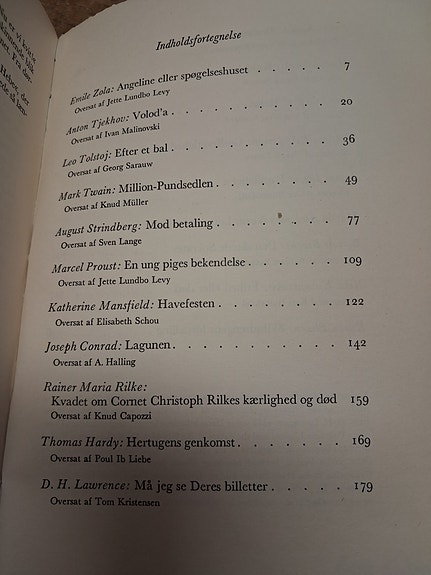 Indholdsfortegnelse
Emile Zola: Angeline eller spøgelseshuset . . . . . 7
Oversat af Jette Lundbo Levy
Anton Tjekhov: Volod'a . . . . . . . . . 20
Oversat af Ivan Malinovski
Leo Tolstoj: Efter et bal . . . . . . . . . 36
Oversat af Georg Sarauw
Mark Twain: Million-Pundsedlen . . . . . . . 49
Oversat af Knud Müller
August Strindberg: Mod betaling . . . . . . . 77
Oversat af Sven Lange
Marcel Proust: En ung piges bekendelse . . . . . 109
Oversat af Jette Lundbo Levy
Katherine Mansfield: Havefesten . . . . . . . 122
Oversat af Elisabeth Schou
Joseph Conrad: Lagunen . . . . . . . . . 142
Oversat af A. Halling
Rainer Maria Rilke:
Kvadet om Cornet Christoph Rilkes kærlighed og død 159
Oversat af Knud Capozzi
Thomas Hardy: Hertugens genkomst . . . . . . 169
Oversat af Poul Ib Liebe
D. H. Lawrence: Må jeg se Deres billetter . . . . 179
Oversat af Tom Kristensen